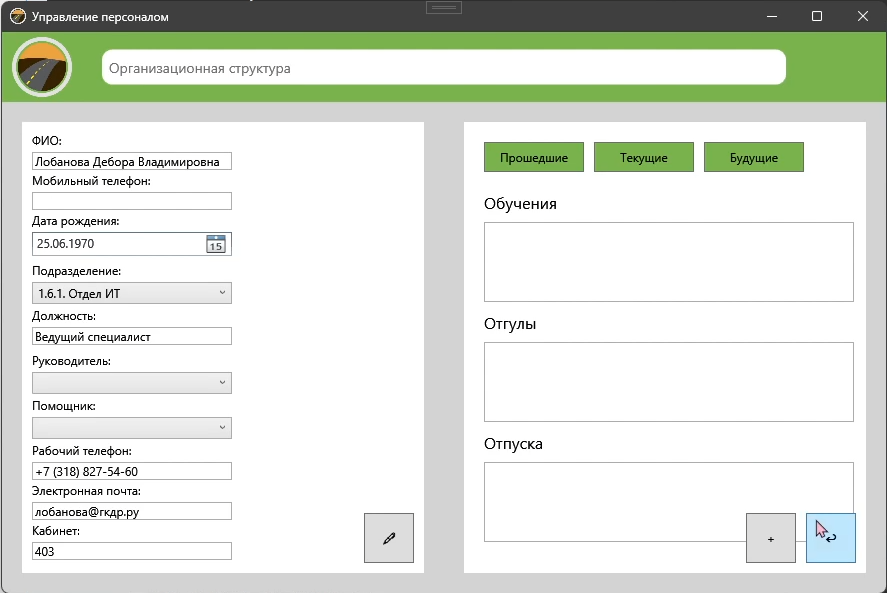 Управление персоналом
Организационная структура
ФИО:
Лобанова Дебора Владимировна
Мобильный телефон:
Дата рождения:
25.06.1970
15
Подразделение:
1.6.1. Отдел ИТ
Должность:
Ведущий специалист
Руководитель:
Помощник:
Рабочий телефон:
+7 (318) 827-54-60
Электронная почта:
лобанова@гкдр.ру
Кабинет:
403
Прошедшие Текущие Будущие
Обучения
Отгулы
Отпуска
+